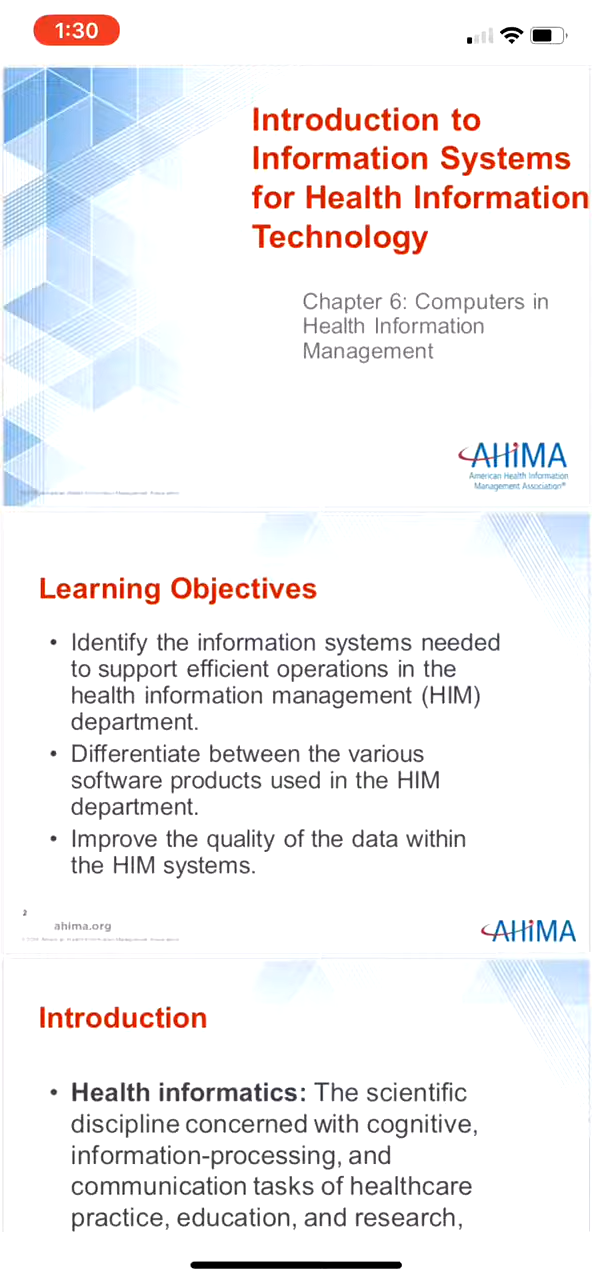 1:30
Introduction to
Information Systems
for Health Information
Technology
Chapter 6: Computers in
Health Information
Management
AHiMA
American Health Information
Management Association®
Learning Objectives
• Identify the information systems needed
to support efficient operations in the
health information management (HIM)
department.
• Differentiate between the various
software products used in the HIM
department.
• Improve the quality of the data within
the HIM systems.
2
ahima.org
AHiMA
Introduction
• Health informatics: The scientific
discipline concerned with cognitive,
information-processing, and
communication tasks of healthcare
practice, education, and research,